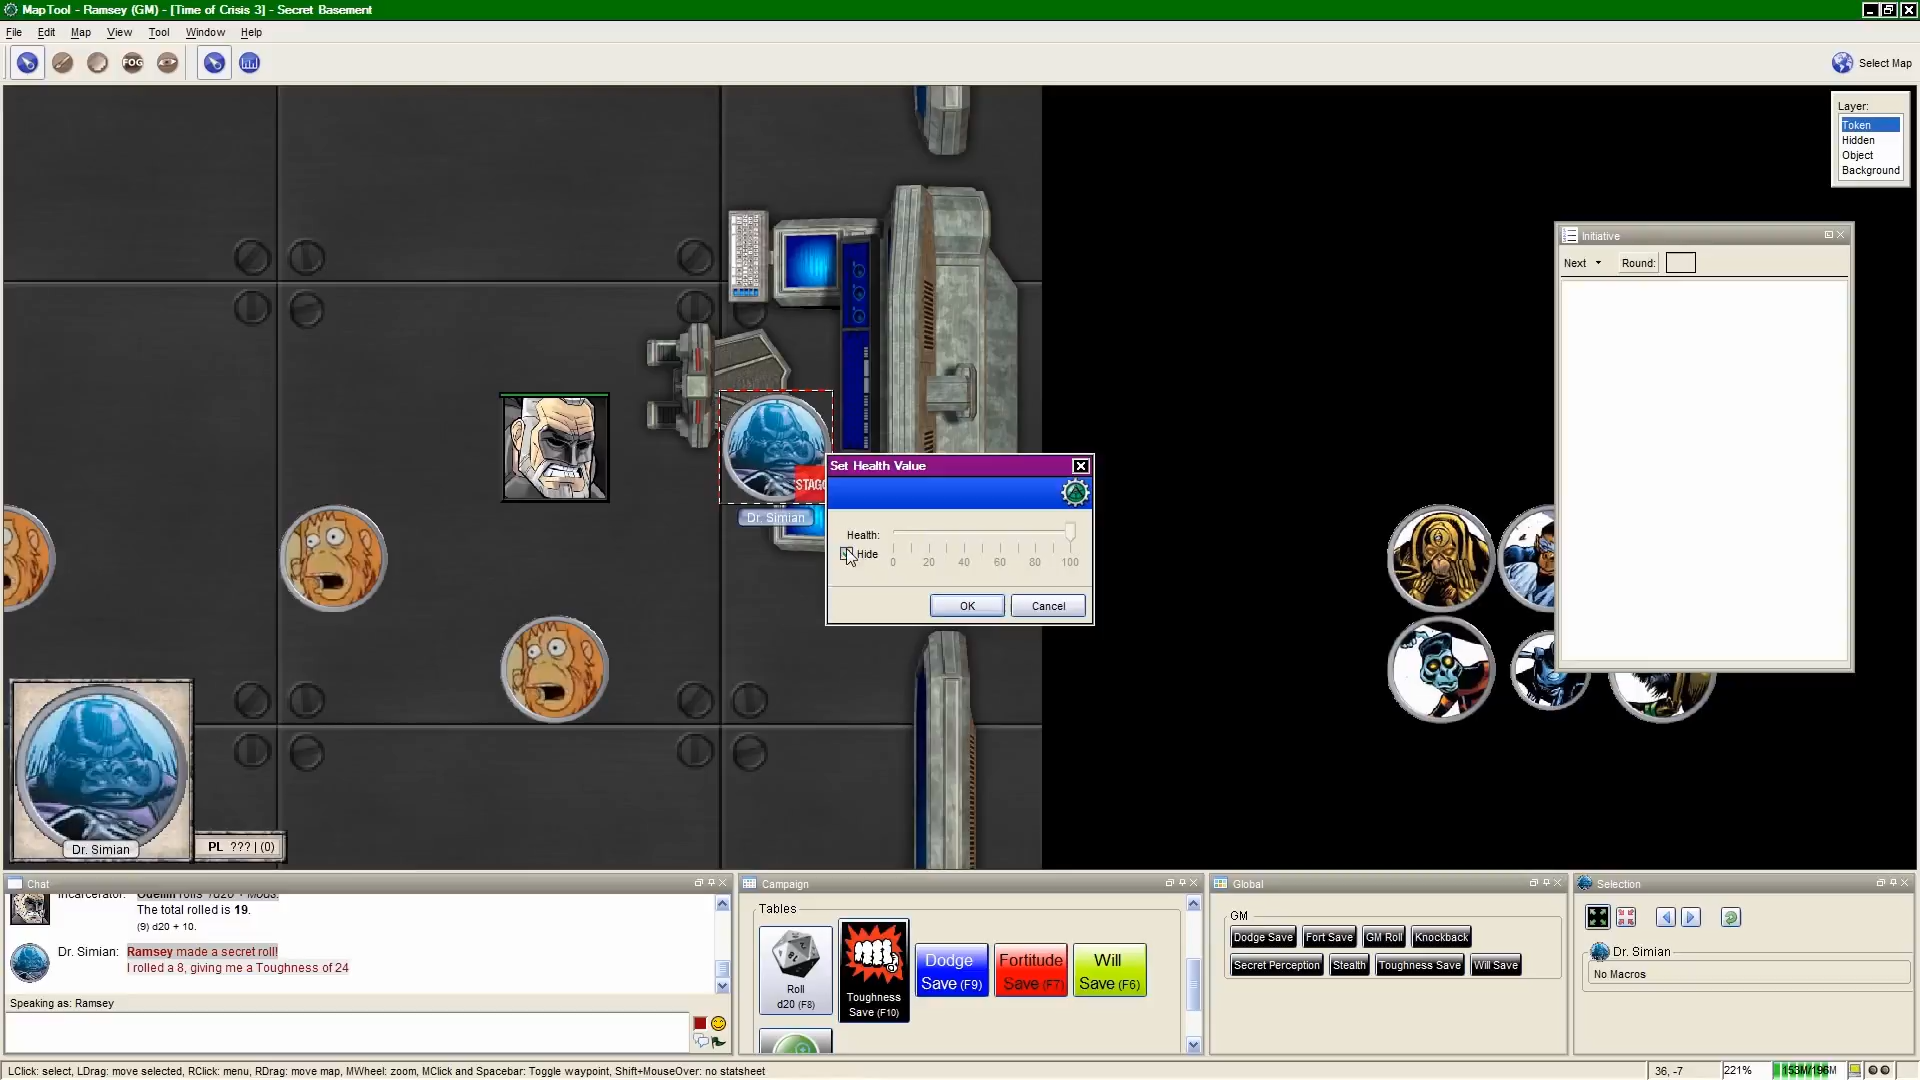 MapTool - Ramsey (GM) - [Time of Crisis 3] - Secret Basement
File Edit Map View Tool Window Help
FOG
Select Map
Layer:
Token
Hidden
Object
Background
Initiative
Next Round:
STAGG
Dr. Simian
Set Health Value
Health:
Hide
0 20 40 60 80 100
OK Cancel
Dr. Simian
PL ??? | (0)
Chat
Incarcerator:
The total rolled is 19.
(9) d20 + 10.
Dr. Simian: Ramsey made a secret roll!
I rolled a 8, giving me a Toughness of 24
Speaking as: Ramsey
Campaign
Tables
Roll
d20 (F8)
Toughness
Save (F10)
Dodge
Save (F9)
Fortitude
Save (F7)
Will
Save (F6)
Global
GM
Dodge Save Fort Save GM Roll Knockback
Secret Perception Stealth Toughness Save Will Save
Selection
Dr. Simian
No Macros
LClick: select, LDrag: move selected, RClick: menu, RDrag: move map, MWheel: zoom, MClick and Spacebar: Toggle waypoint, Shift+MouseOver: no statsheet
36, -7 221% 153M/196M